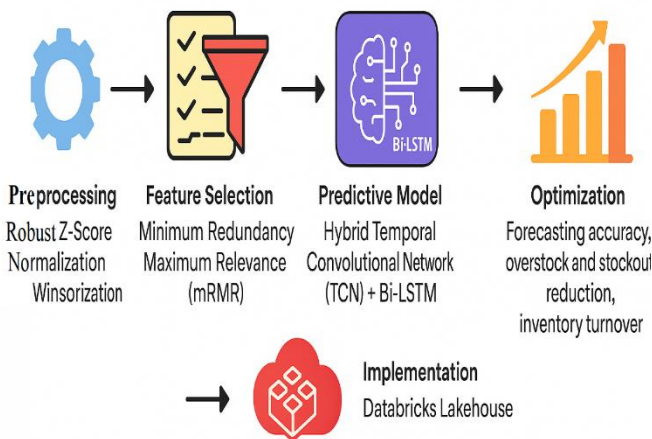 Bi-LSTM
Preprocessing
Robust Z-Score
Normalization
Winsorization
Feature Selection
Minimum Redundancy
Maximum Relevance
(mRMR)
Predictive Model
Hybrid Temporal
Convolutional Network
(TCN) + Bi-LSTM
Optimization
Forecasting accuracy,
overstock and stockout
reduction,
inventory turnover
Implementation
Databricks Lakehouse